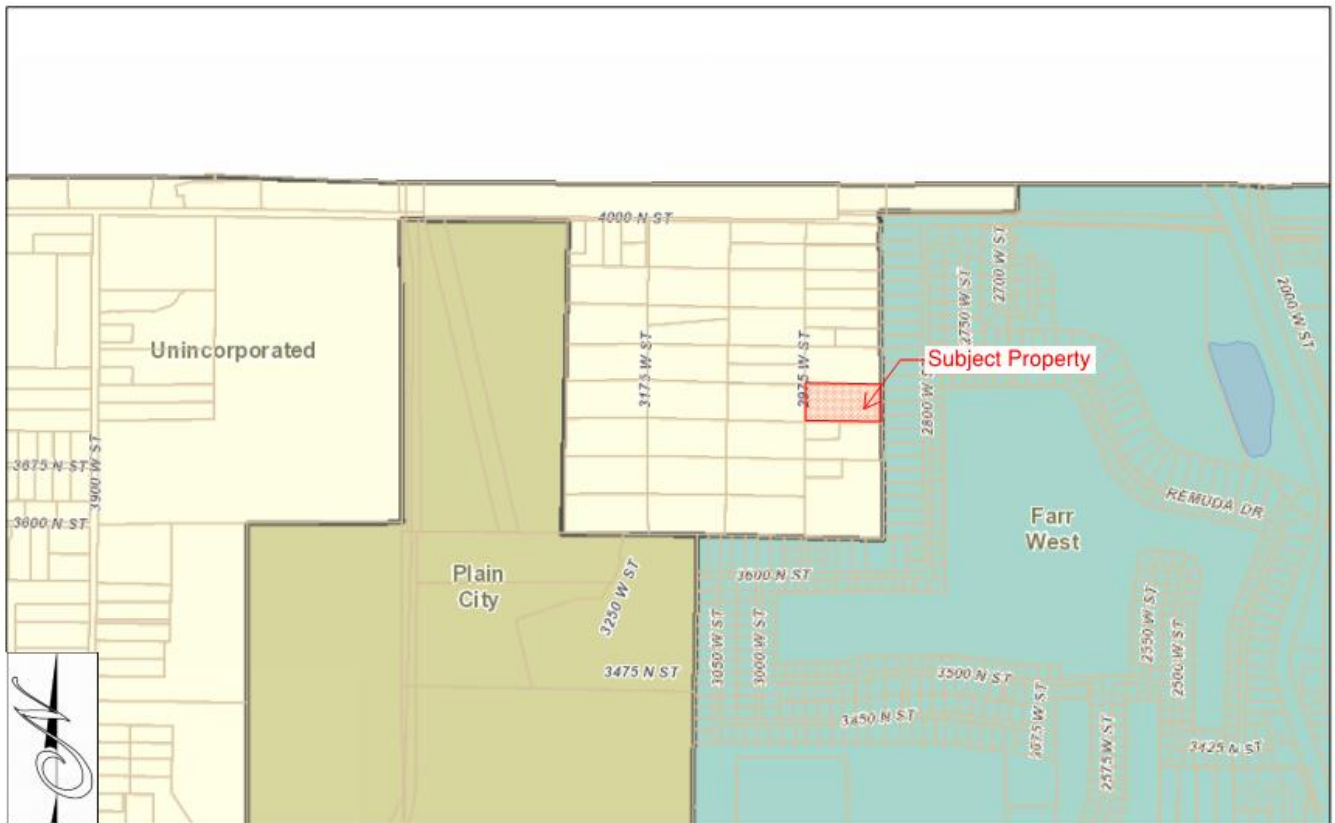 4000 N ST
2700 W ST
2750 W ST
2000 W ST
Unincorporated
3175 W ST
2975 W ST
Subject Property
2800 W ST
3675 N ST
3900 W ST
REMUDA DR
3600 N ST
Farr
West
Plain
City
3600 N ST
3250 W ST
2550 W ST
2500 W ST
3050 W ST
3000 W ST
3475 N ST
3500 N ST
3450 N ST
2575 W ST
3425 N ST
N